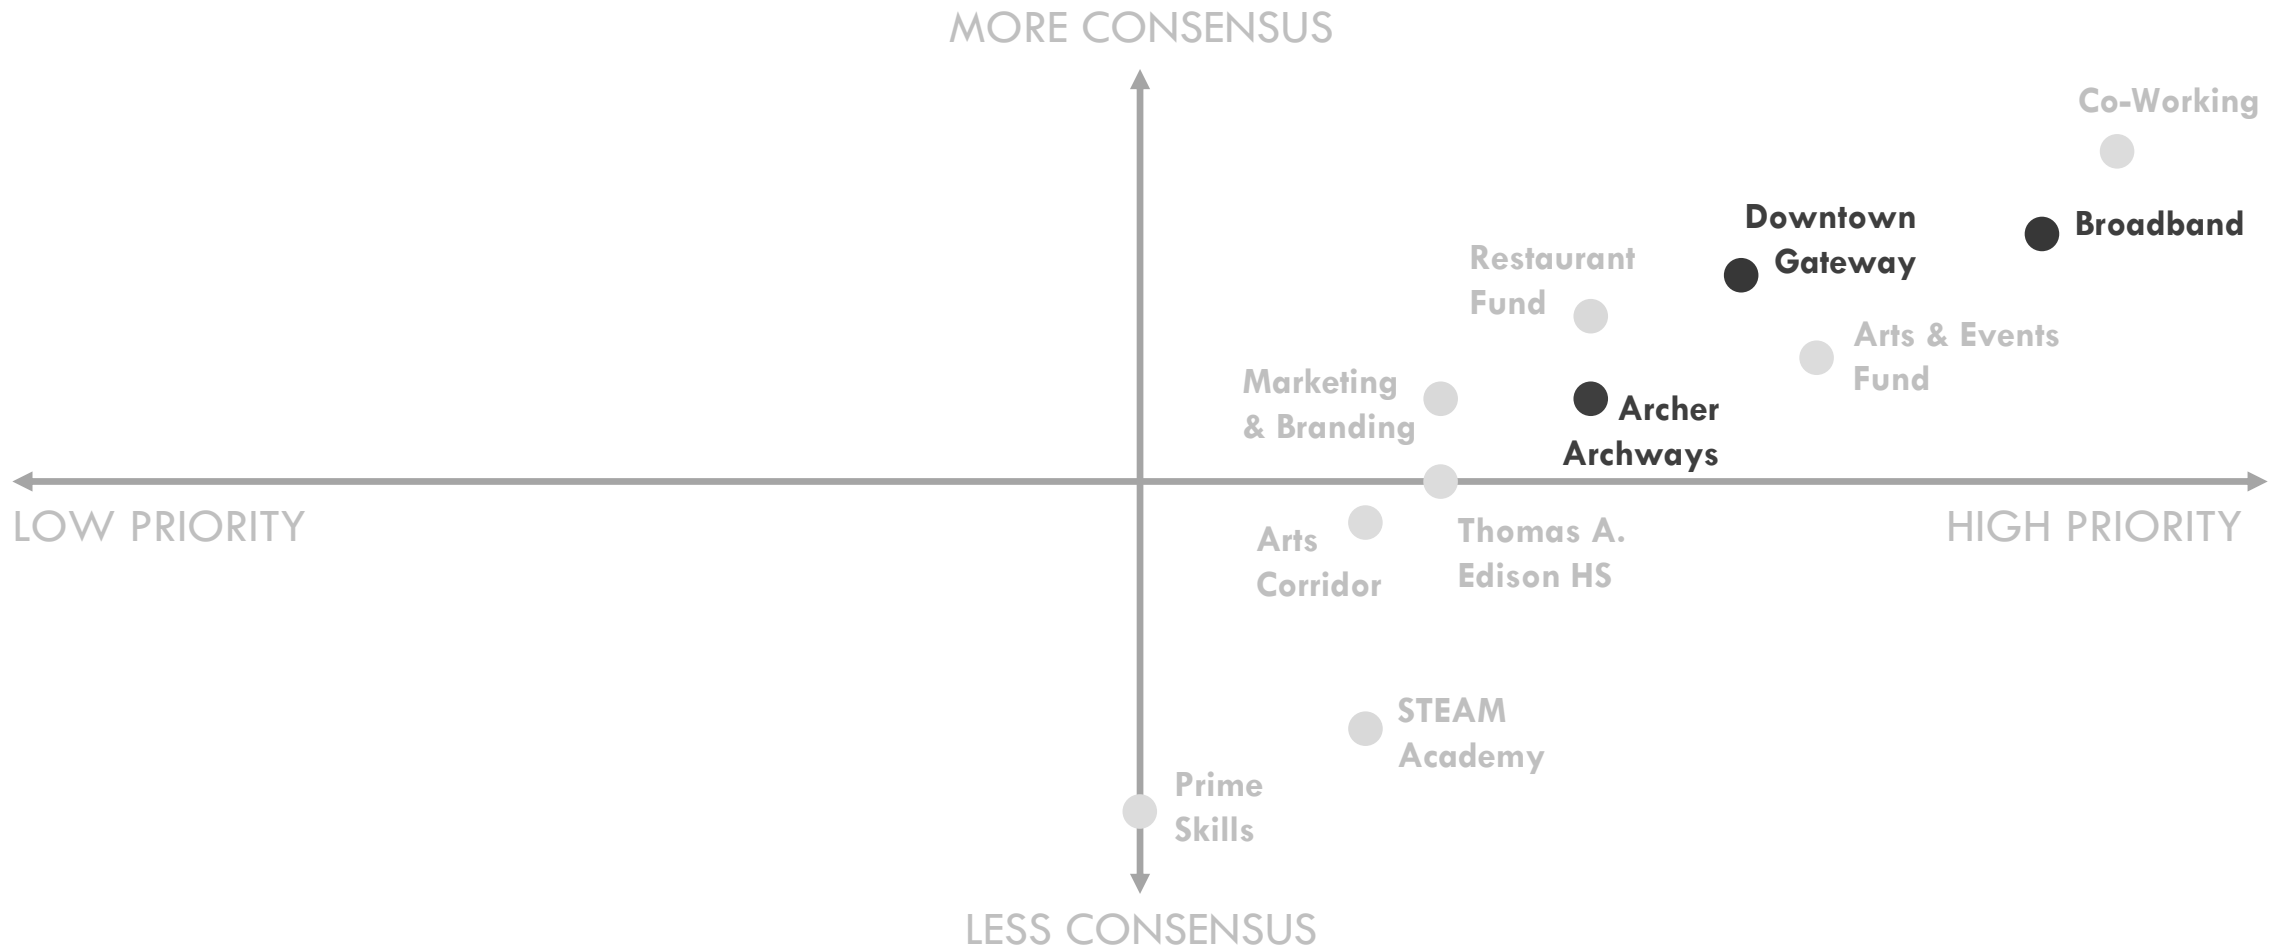 MORE CONSENSUS
Co-Working
Downtown
Gateway
Broadband
Restaurant
Fund
Arts & Events
Fund
Marketing
& Branding
Archer
Archways
LOW PRIORITY
HIGH PRIORITY
Arts
Corridor
Thomas A.
Edison HS
STEAM
Academy
Prime
Skills
LESS CONSENSUS